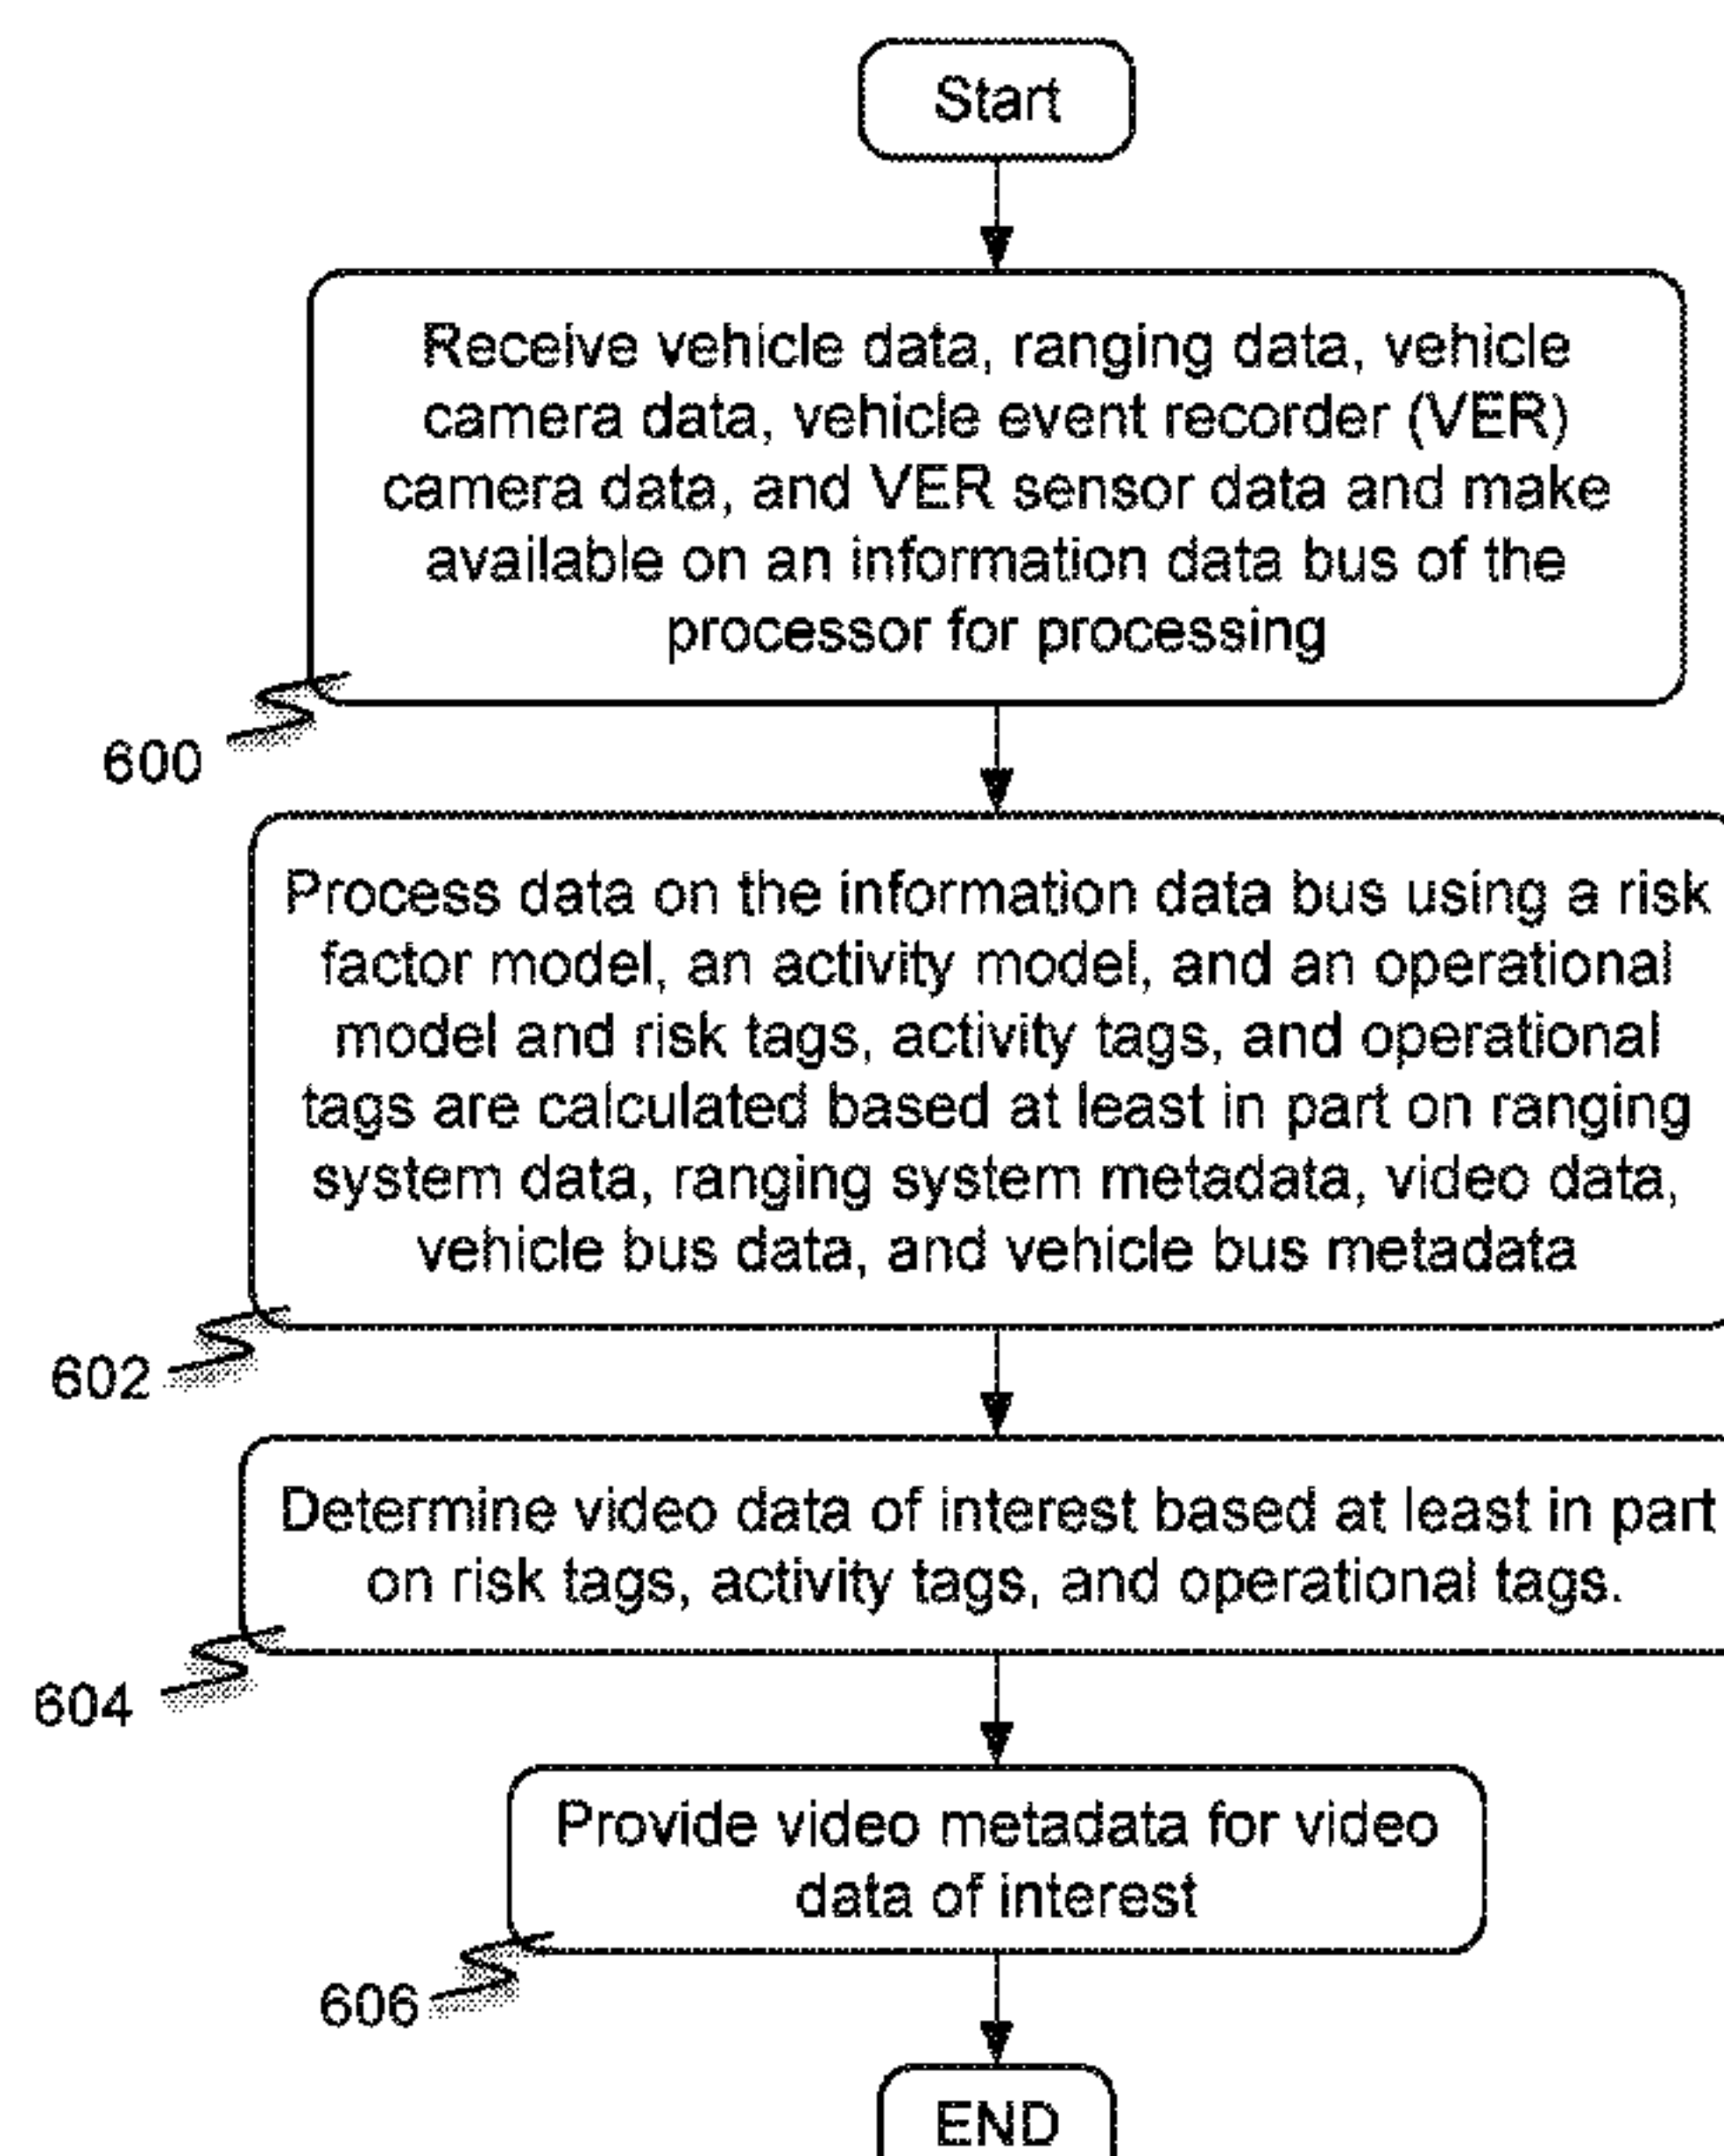 Start
Receive vehicle data, ranging data, vehicle
camera data, vehicle event recorder (VER)
camera data, and VER sensor data and make
available on an information data bus of the
processor for processing
600
Process data on the information data bus using a risk
factor model, an activity model, and an operational
model and risk tags, activity tags, and operational
tags are calculated based at least in part on ranging
system data, ranging system metadata, video data,
vehicle bus data, and vehicle bus metadata
602
Determine video data of interest based at least in part
on risk tags, activity tags, and operational tags.
604
Provide video metadata for video
data of interest
606
END